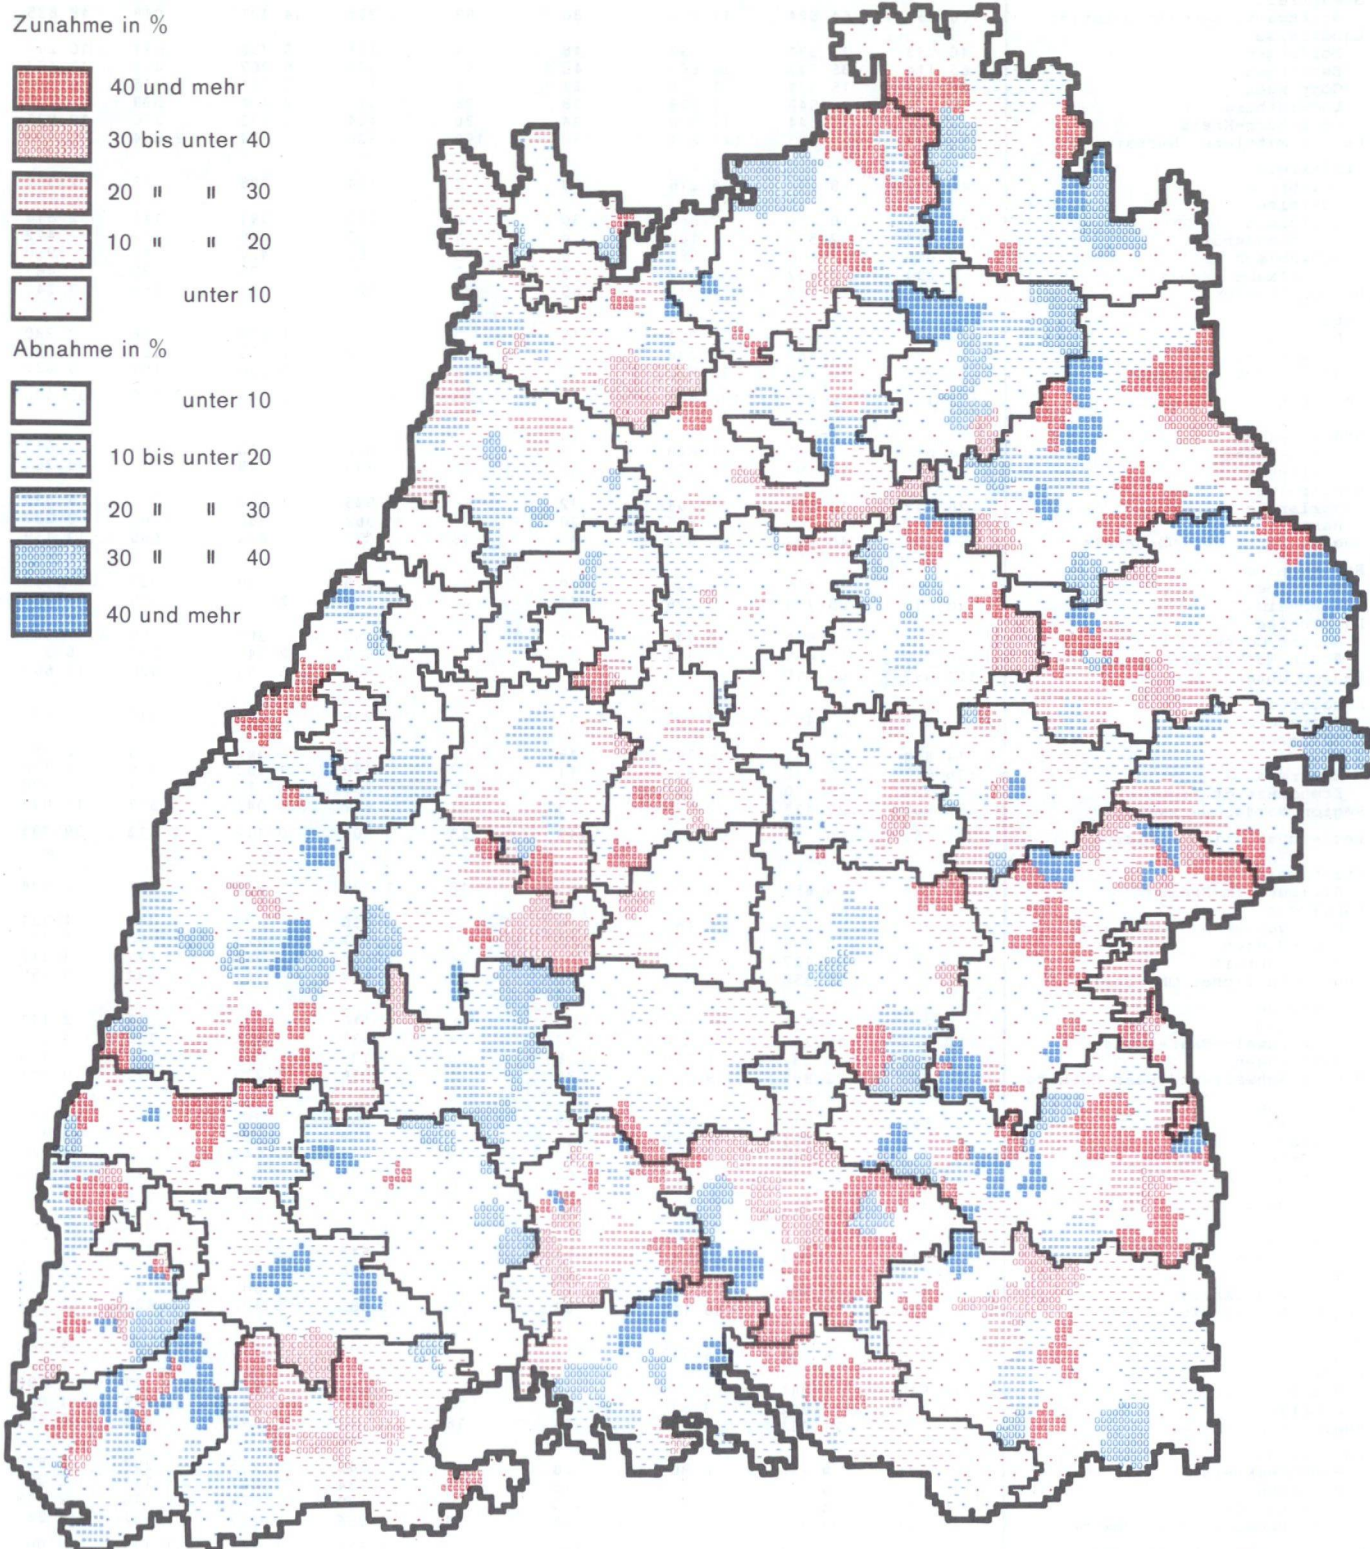 Zunahme in %
40 und mehr
30 bis unter 40
20 " " 30
10 " " 20
unter 10
Abnahme in %
unter 10
10 bis unter 20
20 " " 30
30 " " 40
40 und mehr